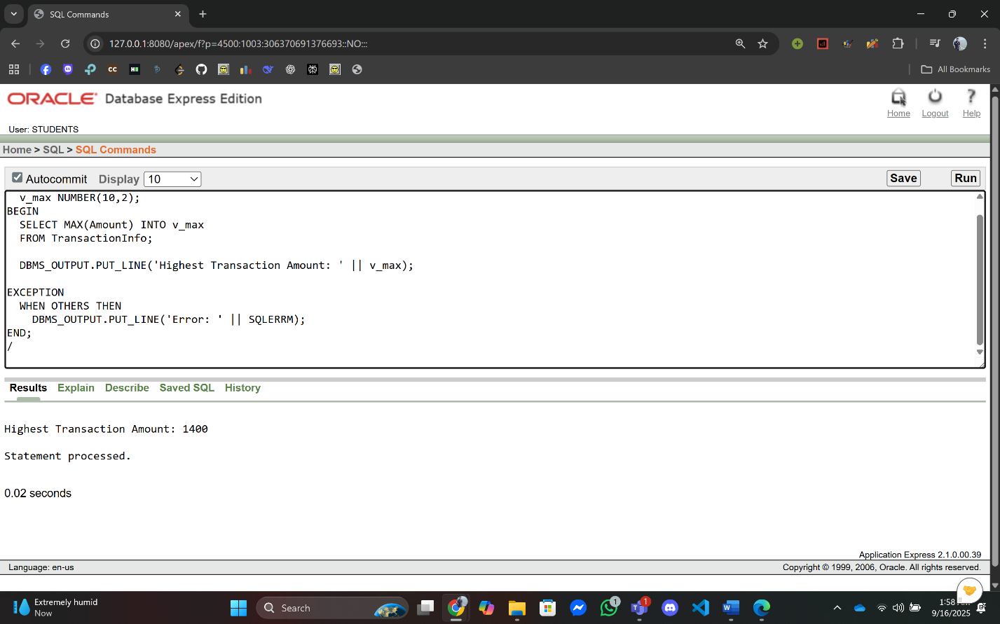 SQL Commands
127.0.0.1:8080/apex/f?p=4500:1003:306370691376693::NO:::
All Bookmarks
ORACLE Database Express Edition
Home
Logout
Help
User: STUDENTS
Home > SQL > SQL Commands
Autocommit
Display
10
Save
Run
v_max NUMBER(10,2);
BEGIN
SELECT MAX(Amount) INTO v_max
FROM TransactionInfo;
DBMS_OUTPUT.PUT_LINE('Highest Transaction Amount: ' || v_max);
EXCEPTION
WHEN OTHERS THEN
DBMS_OUTPUT.PUT_LINE('Error: ' || SQLERRM);
END;
/
Results
Explain
Describe
Saved SQL
History
Highest Transaction Amount: 1400
Statement processed.
0.02 seconds
Application Express 2.1.0.00.39
Language: en-us
Copyright © 1999, 2006, Oracle. All rights reserved.
Extremely humid
Now
Search
1
1
1:58
9/16/2025